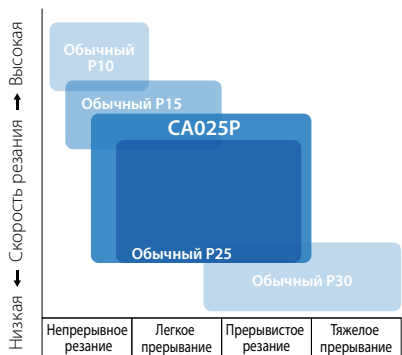 Низкая ← Скорость резания → Высокая
Обычный
P10
Обычный P15
CA025P
Обычный P25
Обычный P30
Непрерывное
резание
Легкое
прерывание
Прерывистое
резание
Тяжелое
прерывание